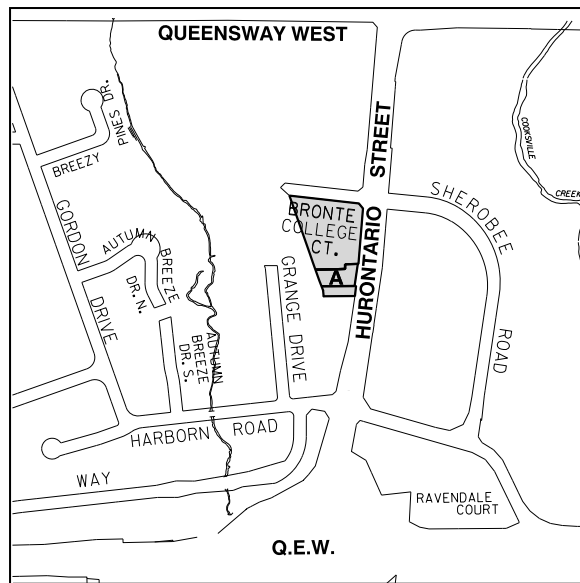 QUEENSWAY WEST
PINES DR.
BREEZY
COOKSVILLE
CREEK
HURONTARIO STREET
SHEROBEE
ROAD
BRONTE
COLLEGE
CT.
A
GORDON
DRIVE
AUTUMN
BREEZE
DR. N.
GRANGE DRIVE
AUTUMN
BREEZE
DR. S.
HARBORN ROAD
WAY
RAVENDALE
COURT
Q.E.W.